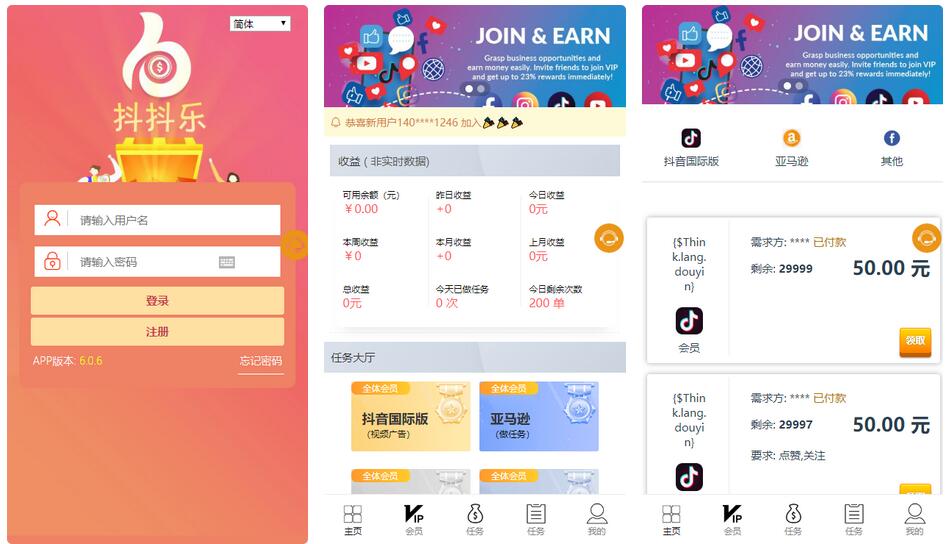 简体
抖抖乐
请输入用户名
请输入密码
登录
注册
APP版本: 6.0.6
忘记密码
JOIN & EARN
Grasp business opportunities and
earn money easily. Invite friends to join VIP
and get up to 23% rewards immediately!
恭喜新用户140****1246 加入
收益 ( 非实时数据)
可用余额（元）
昨日收益
今日收益
￥0.00
+0
0元
本周收益
本月收益
上月收益
￥0
+0
0元
总收益
今天已做任务
今日剩余次数
0元
0 次
200 单
任务大厅
全体会员
抖音国际版
（视频广告）
全体会员
亚马逊
（做任务）
全体会员
全体会员
主页
VIP
会员
任务
任务
我的
JOIN & EARN
Grasp business opportunities and
earn money easily. Invite friends to join VIP
and get up to 23% rewards immediately!
抖音国际版
亚马逊
其他
{$Thin
k.lang.
douyi
n}
会员
需求方: **** 已付款
剩余: 29999
50.00 元
领取
{$Thin
k.lang.
douyi
n}
需求方: **** 已付款
剩余: 29997
50.00 元
要求: 点赞,关注
主页
VIP
会员
任务
任务
我的